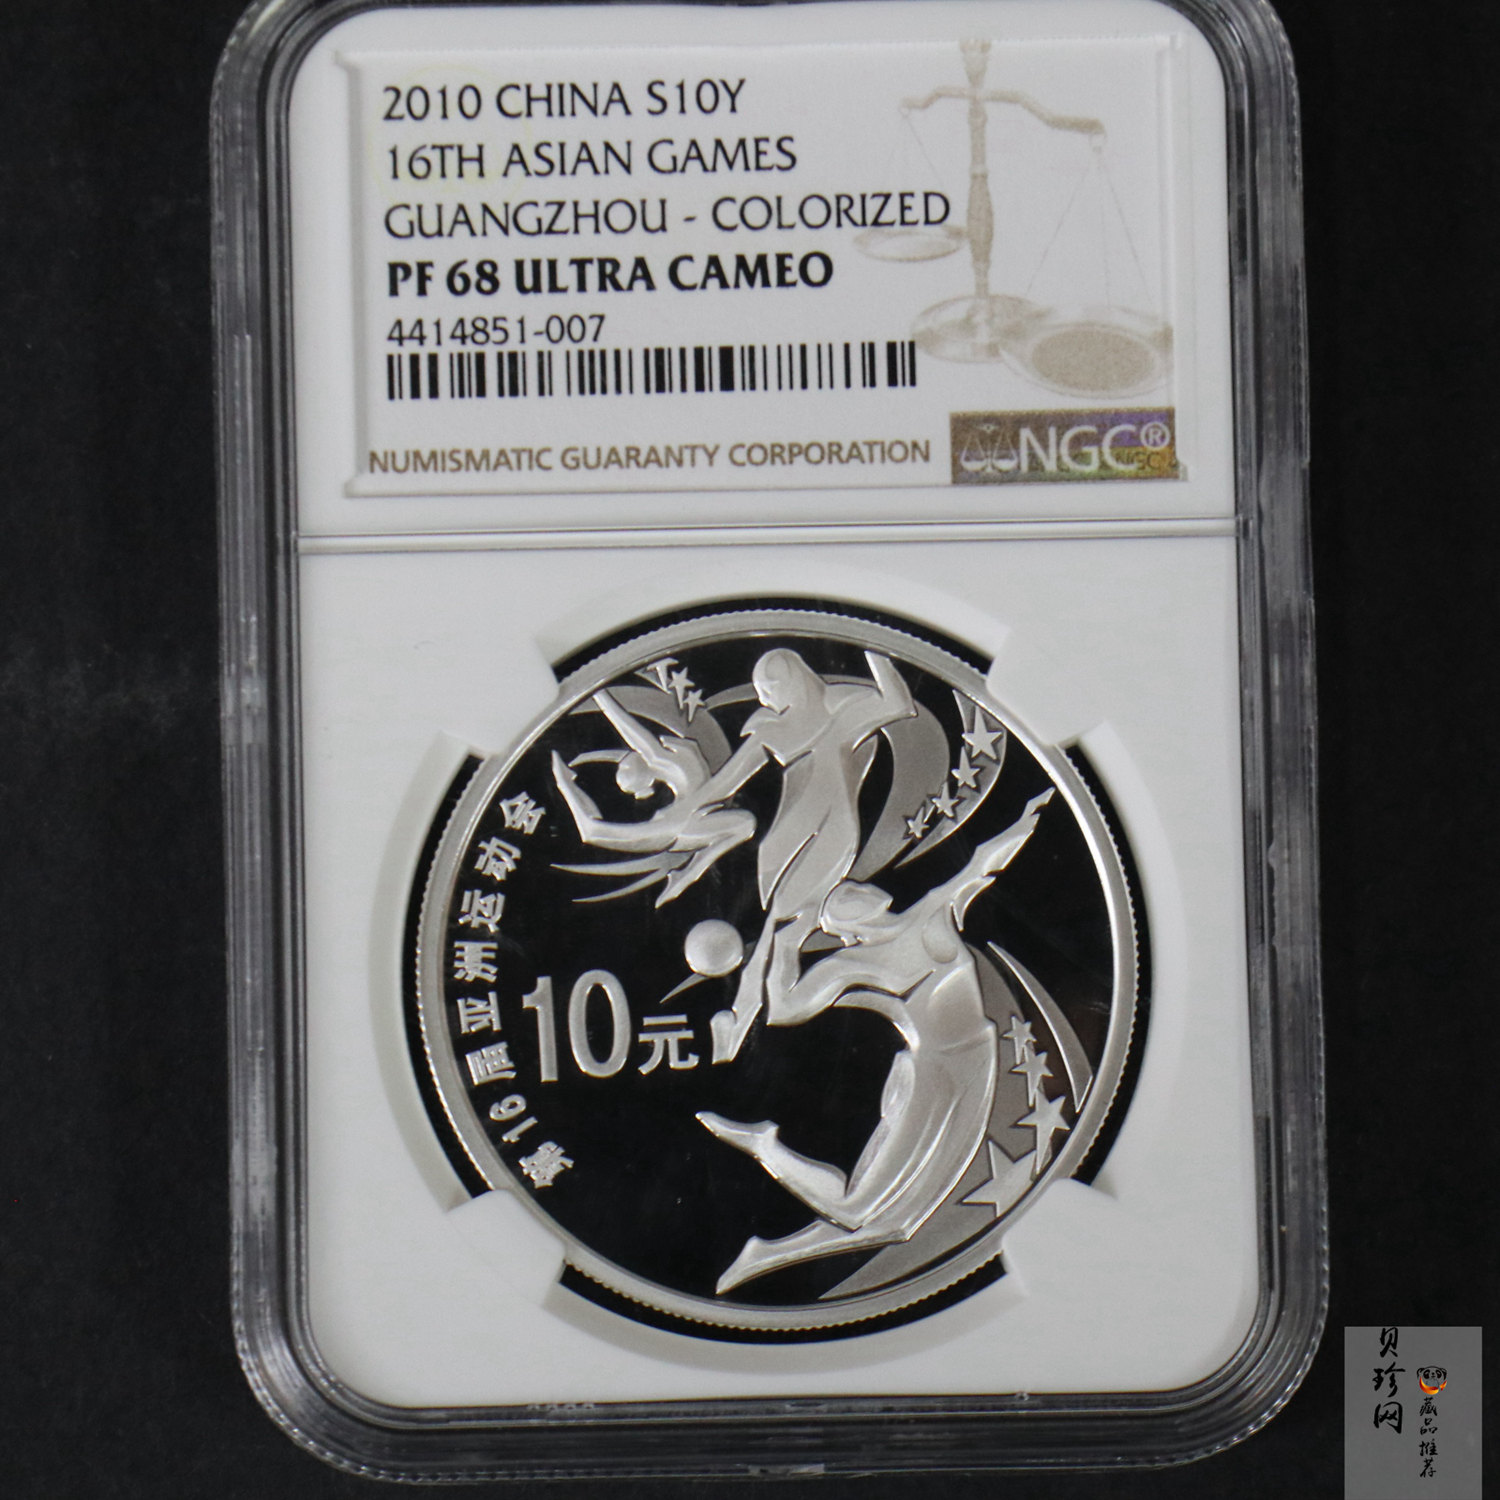 2010 CHINA S10Y
16TH ASIAN GAMES
GUANGZHOU - COLORIZED
PF 68 ULTRA CAMEO
4414851-007
NUMISMATIC GUARANTY CORPORATION
NGC®
第16届亚洲运动会
10元
贝珍网
藏品推荐